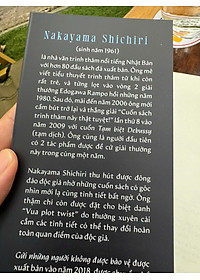 Nakayama Shichiri
(sinh năm 1961)
là nhà văn trinh thám nổi tiếng Nhật Bản
với hơn 80 đầu sách đã xuất bản. Ông mê
viết tiểu thuyết trinh thám từ khi còn
rất trẻ, và từng lọt vào vòng 2 giải
thưởng Edogawa Rampo hồi những năm
1980. Sau đó, mãi đến năm 2006 ông mới
cầm bút trở lại và thắng giải "Cuốn sách
trinh thám này thật tuyệt!" lần thứ 8 vào
năm 2009 với cuốn Tạm biệt Debussy
(tạm dịch). Ông cũng là người đầu tiên
có 2 tác phẩm được đề cử giải thưởng
này trong cùng một năm.
Nakayama Shichiri thu hút được đông
đảo độc giả nhờ những cuốn sách có góc
nhìn mới lạ cùng tình tiết bất ngờ. Ông
thậm chí còn được đặt cho biệt danh
"Vua plot twist" do thường xuyên cài
cắm các tình tiết có thể thay đổi hoàn
toàn quan điểm của độc giả.
Gửi những người không được bảo vệ được
xuất bản vào năm 2018, được